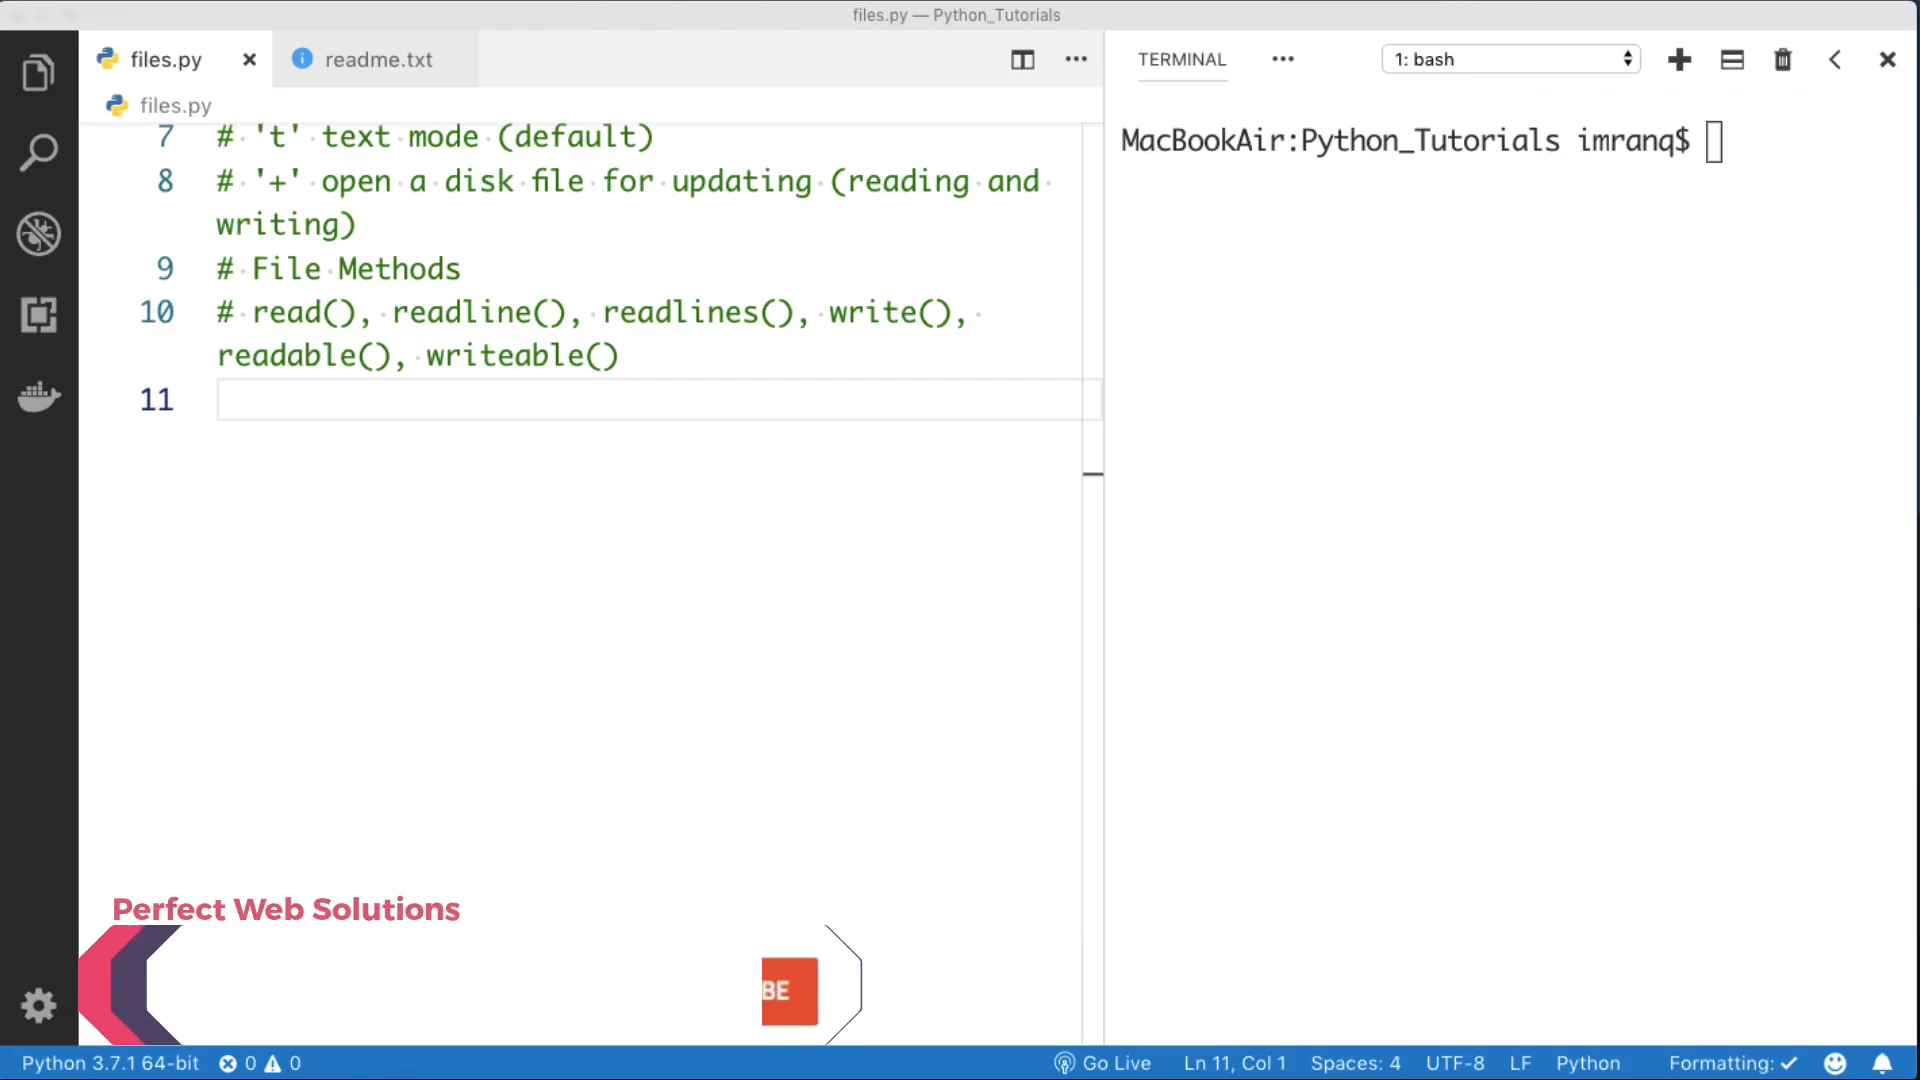 files.py — Python_Tutorials
files.py
readme.txt
TERMINAL
1: bash
files.py
7 # 't' text mode (default)
8 # '+' open a disk file for updating (reading and
writing)
9 # File Methods
10 # read(), readline(), readlines(), write(),
readable(), writeable()
11
MacBookAir:Python_Tutorials imranq$
Perfect Web Solutions
BE
Python 3.7.1 64-bit 0 0 Go Live Ln 11, Col 1 Spaces: 4 UTF-8 LF Python Formatting: ✓